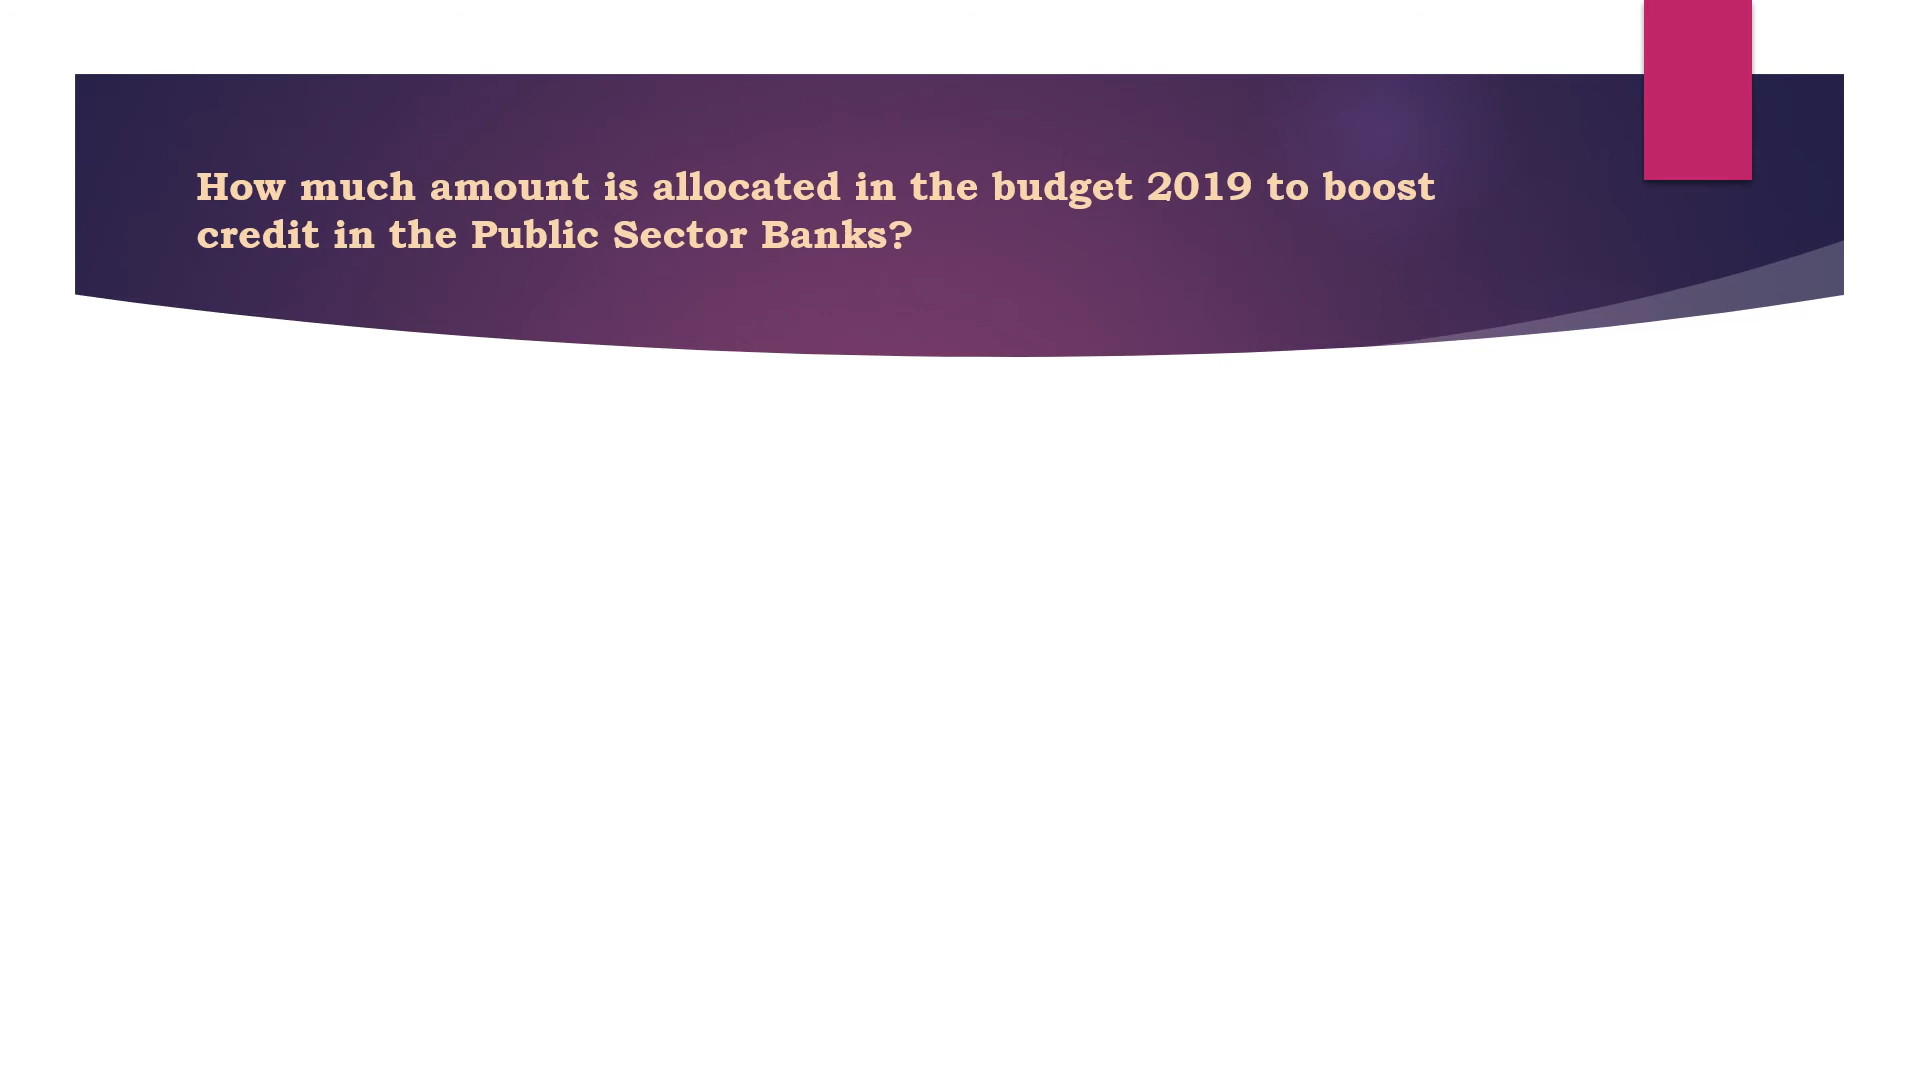 How much amount is allocated in the budget 2019 to boost
credit in the Public Sector Banks?